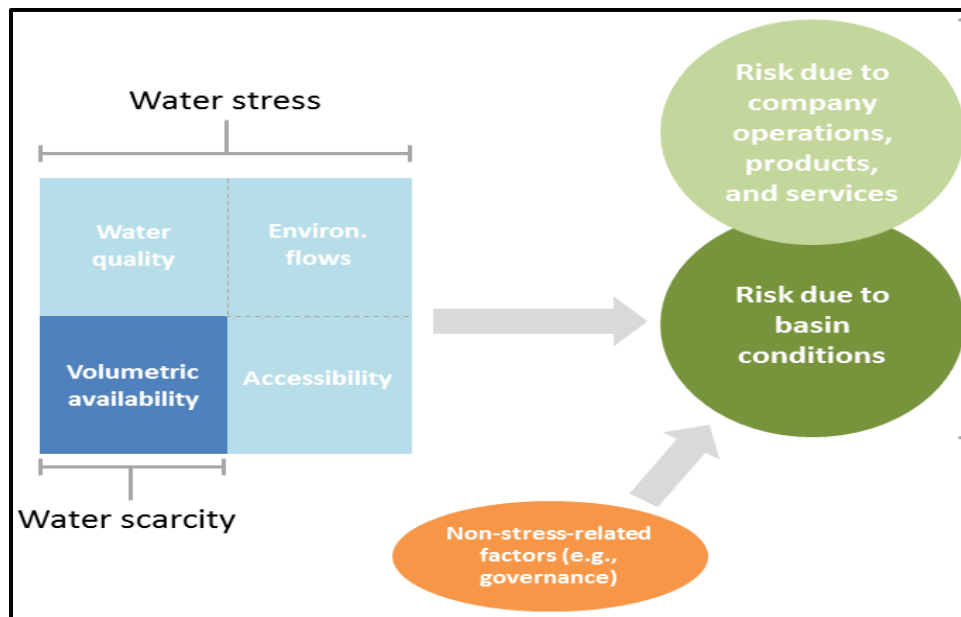 Water stress
Water
quality
Environ.
flows
Volumetric
availability
Accessibility
Water scarcity
Risk due to
company
operations,
products,
and services
Risk due to
basin
conditions
Non-stress-related
factors (e.g.,
governance)